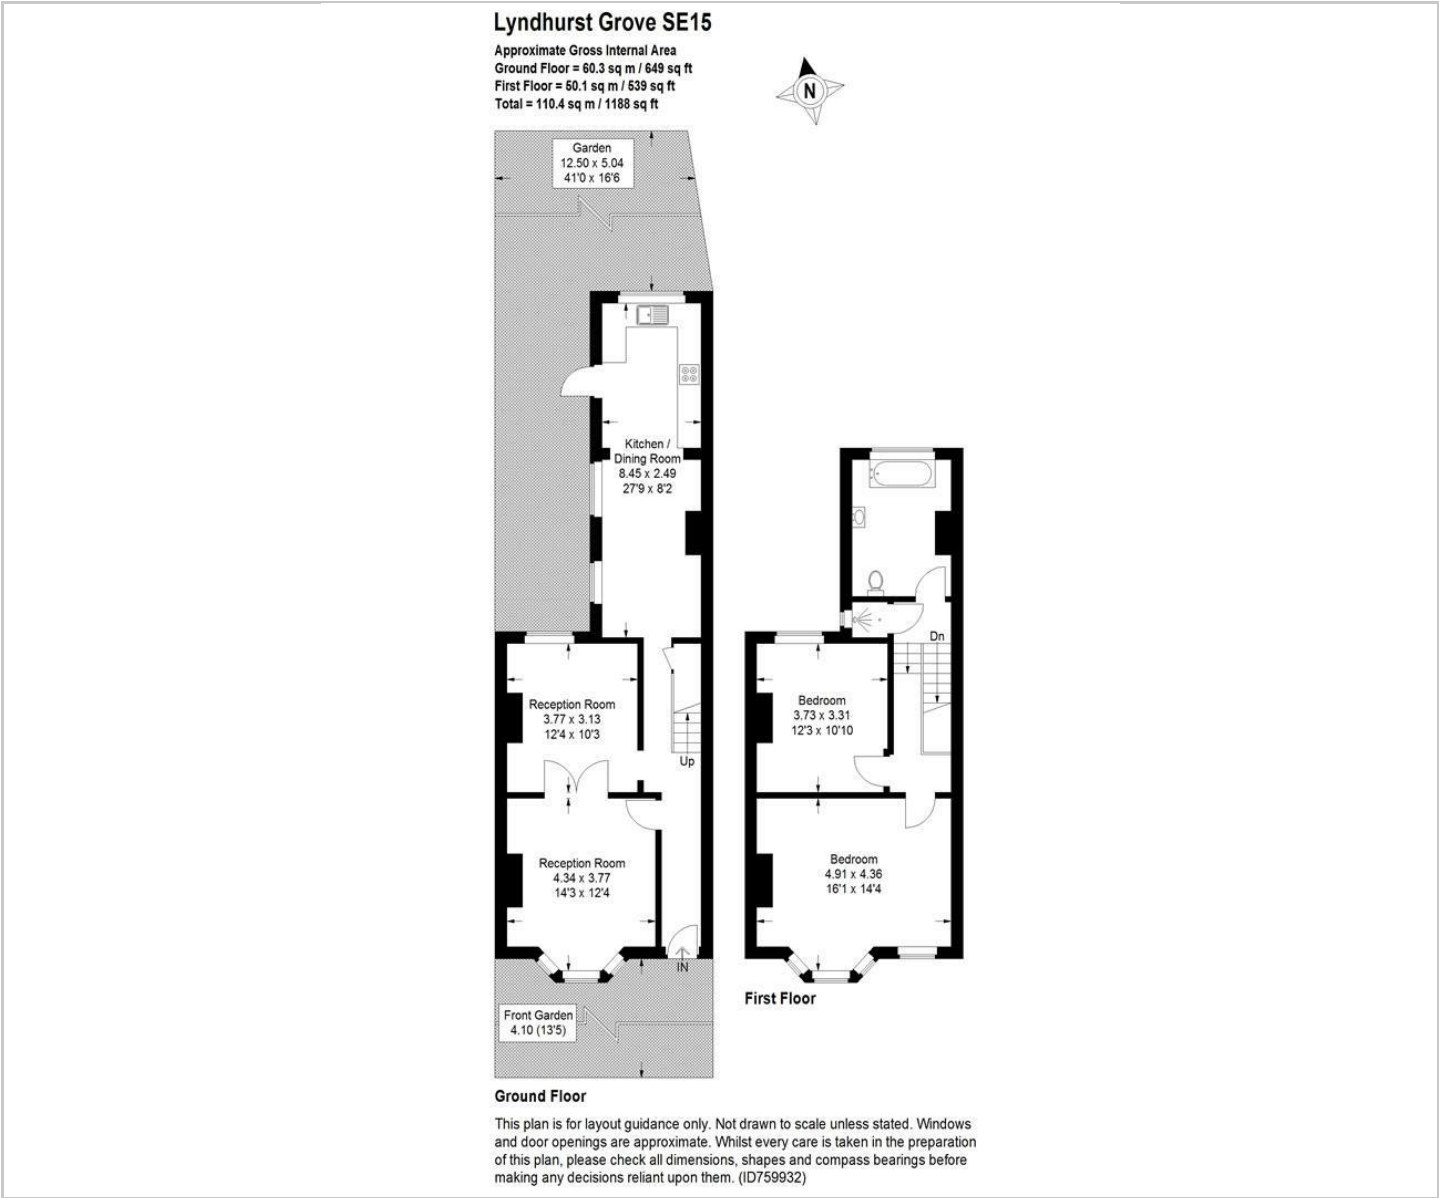 Lyndhurst Grove SE15
Approximate Gross Internal Area
Ground Floor = 60.3 sq m / 649 sq ft
First Floor = 50.1 sq m / 539 sq ft
Total = 110.4 sq m / 1188 sq ft
N
Garden
12.50 x 5.04
41'0 x 16'6
Kitchen /
Dining Room
8.45 x 2.49
27'9 x 8'2
Reception Room
3.77 x 3.13
12'4 x 10'3
Up
Reception Room
4.34 x 3.77
14'3 x 12'4
IN
Front Garden
4.10 (13'5)
Ground Floor
Dn
Bedroom
3.73 x 3.31
12'3 x 10'10
Bedroom
4.91 x 4.36
16'1 x 14'4
First Floor
This plan is for layout guidance only. Not drawn to scale unless stated. Windows
and door openings are approximate. Whilst every care is taken in the preparation
of this plan, please check all dimensions, shapes and compass bearings before
making any decisions reliant upon them. (ID759932)